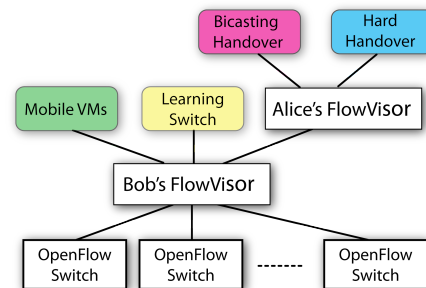 Bicasting
Handover
Hard
Handover
Mobile VMs
Learning
Switch
Alice's FlowVisor
Bob's FlowVisor
OpenFlow
Switch
OpenFlow
Switch
OpenFlow
Switch